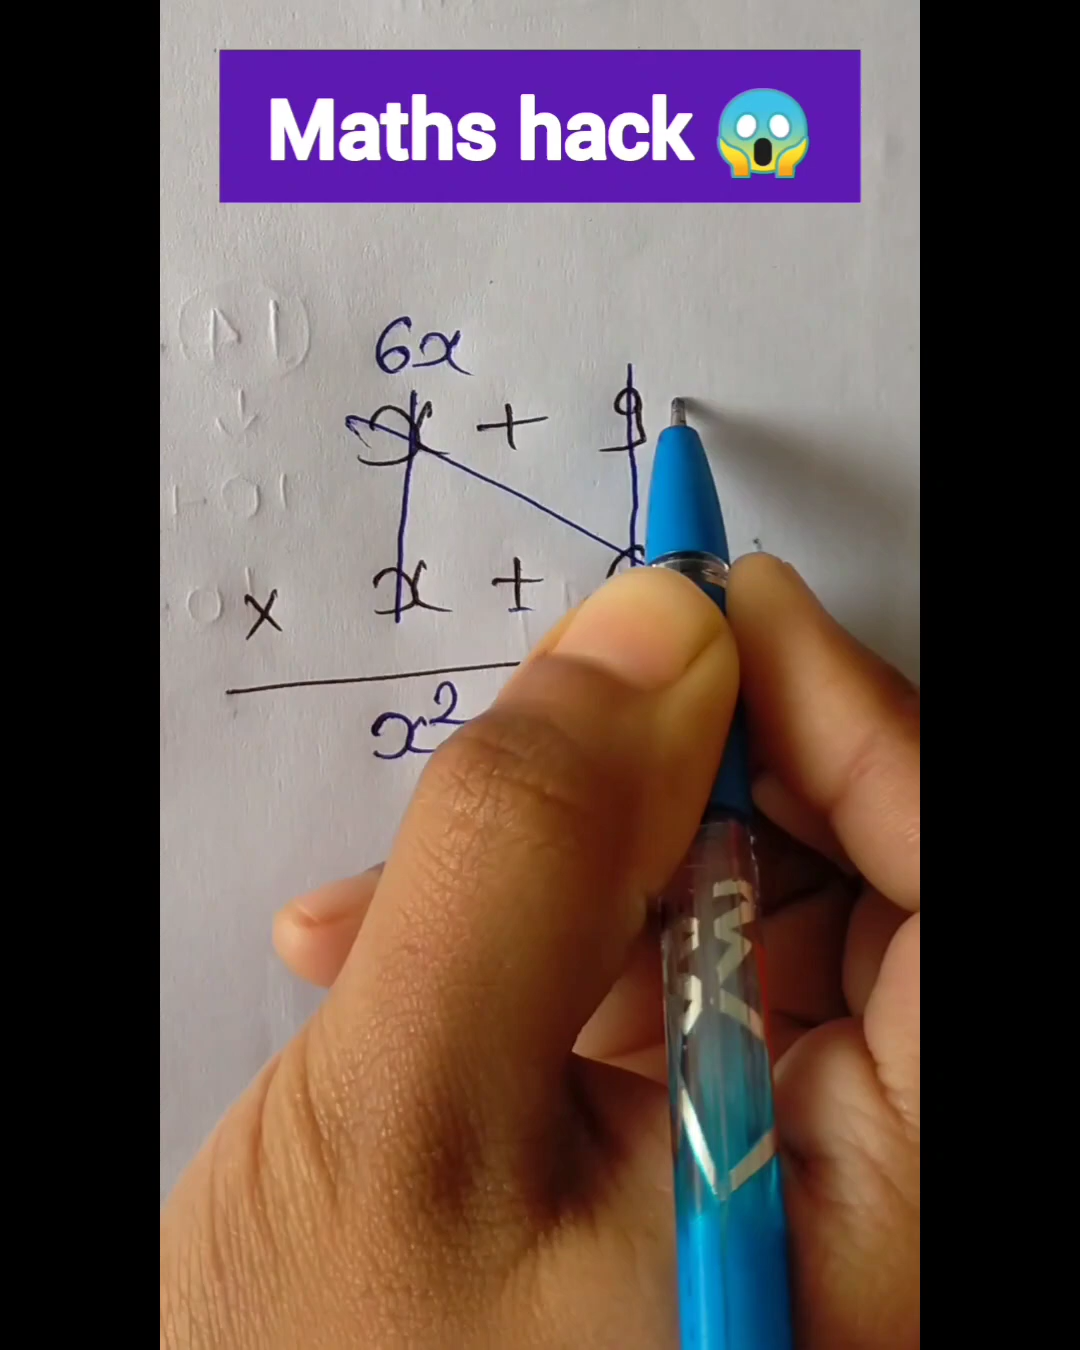 Maths hack 😱
6x
x + 9
× x +
x²